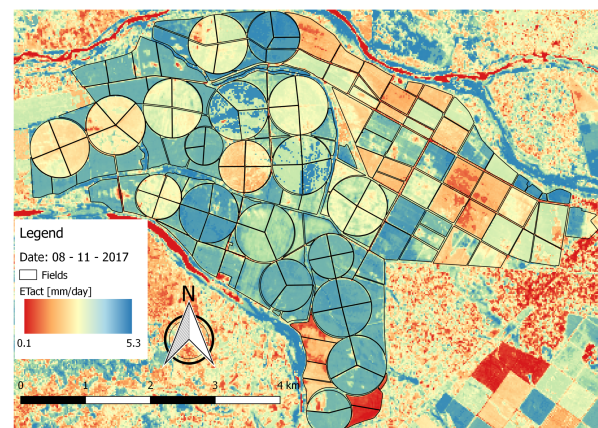 Legend
Date: 08 - 11 - 2017
Fields
ETact [mm/day]
0.1 5.3
N
0 1 2 3 4 km